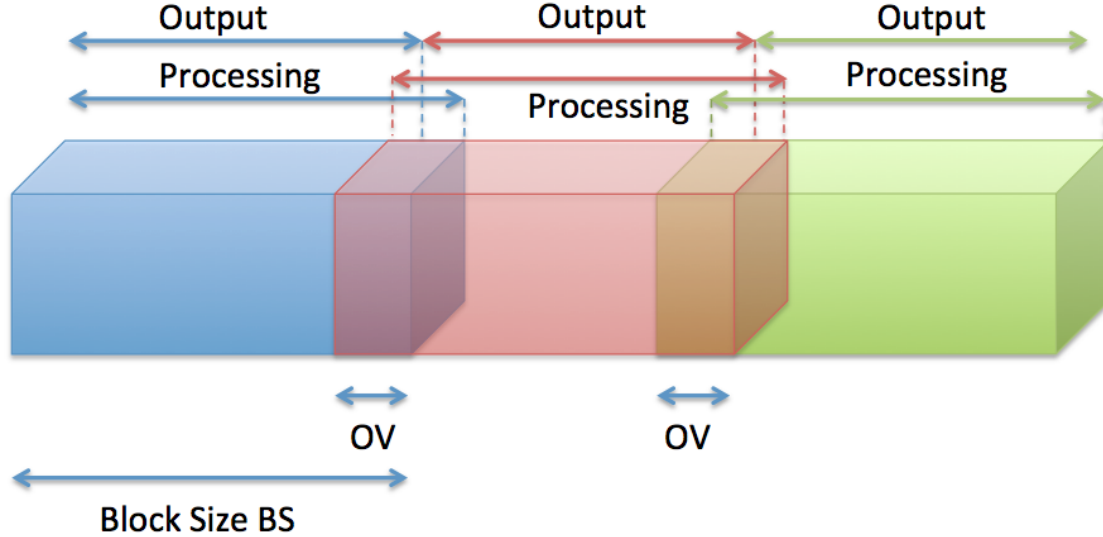 Output
Output
Output
Processing
Processing
Processing
OV
OV
Block Size BS